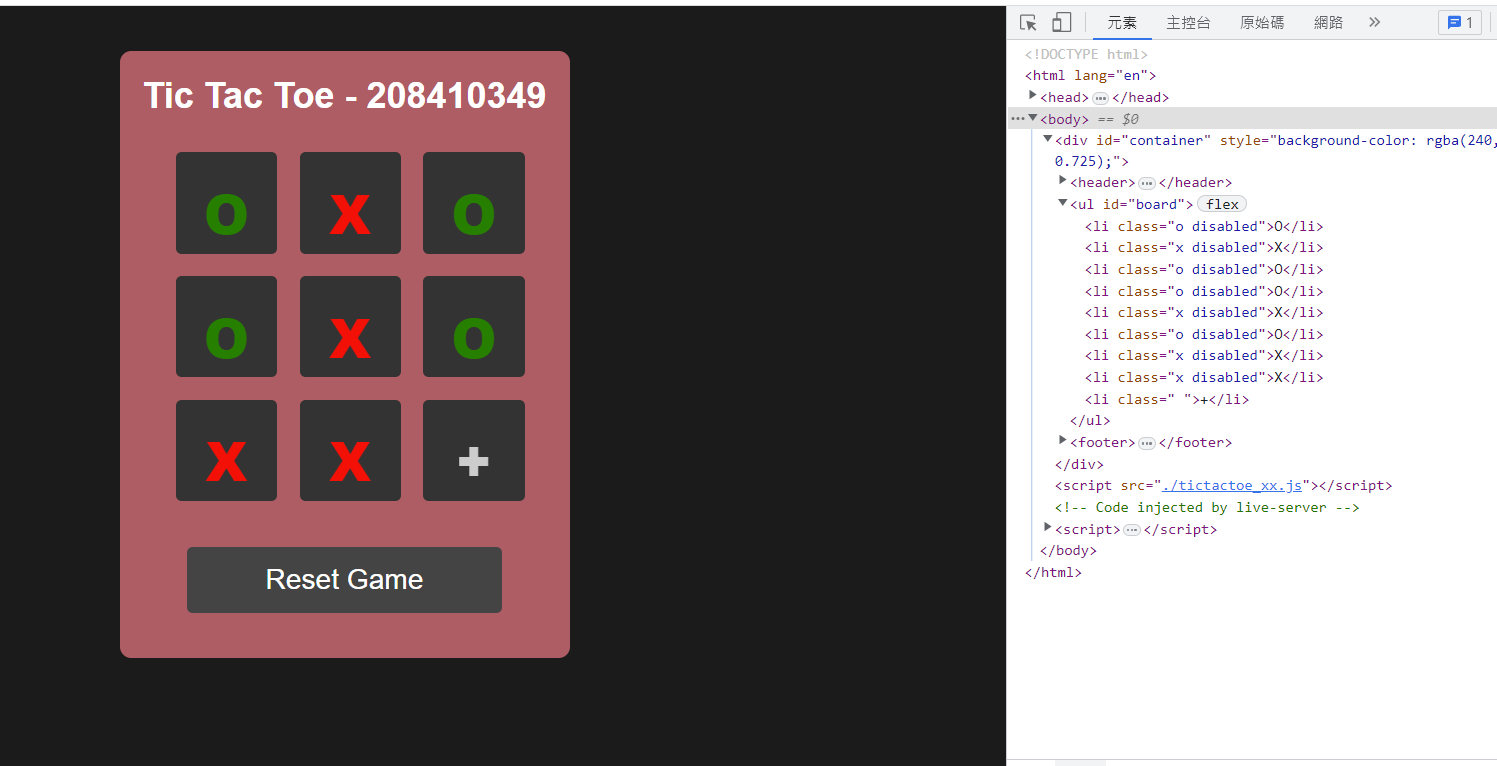 Tic Tac Toe - 208410349
o x o
o x o
x x +
Reset Game
元素 主控台 原始碼 網路 » 1
<!DOCTYPE html>
<html lang="en">
<head> ••• </head>
••• <body> == $0
<div id="container" style="background-color: rgba(240,
0.725);">
<header> ••• </header>
<ul id="board"> flex
<li class="o disabled">O</li>
<li class="x disabled">X</li>
<li class="o disabled">O</li>
<li class="o disabled">O</li>
<li class="x disabled">X</li>
<li class="o disabled">O</li>
<li class="x disabled">X</li>
<li class="x disabled">X</li>
<li class=" ">+</li>
</ul>
<footer> ••• </footer>
</div>
<script src="./tictactoe_xx.js"></script>
<!-- Code injected by live-server -->
<script> ••• </script>
</body>
</html>